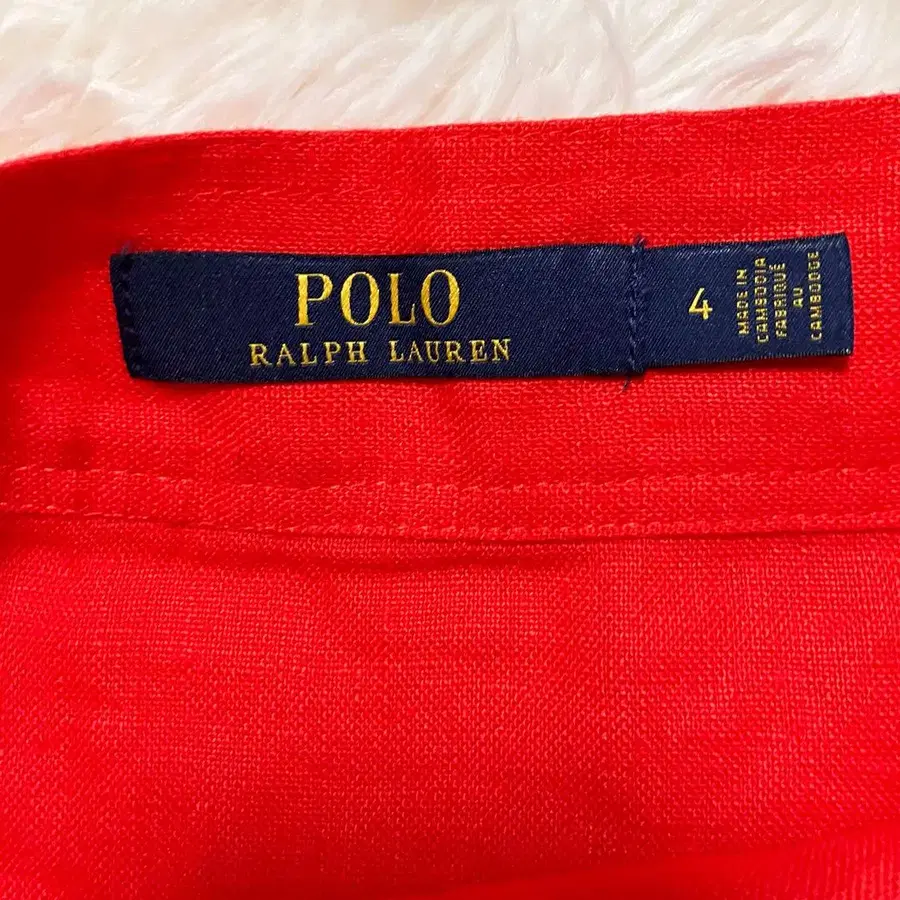 POLO
RALPH LAUREN
4
MADE IN
CAMBODIA
FABRIQUÉ
AU
CAMBODGE